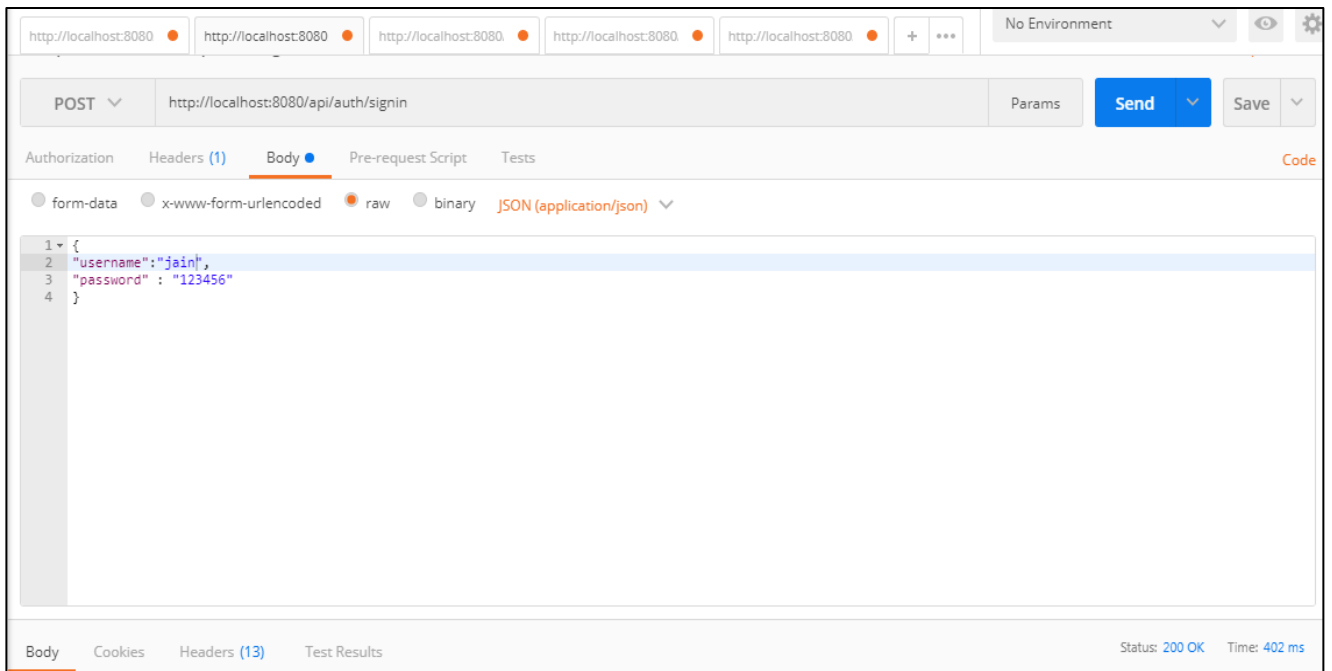 http://localhost:8080 http://localhost:8080 http://localhost:8080. http://localhost:8080. http://localhost:8080 + ••• No Environment
POST http://localhost:8080/api/auth/signin Params Send Save
Authorization Headers (1) Body Pre-request Script Tests Code
form-data x-www-form-urlencoded raw binary JSON (application/json)
1 {
2 "username":"jain",
3 "password" : "123456"
4 }
Body Cookies Headers (13) Test Results Status: 200 OK Time: 402 ms